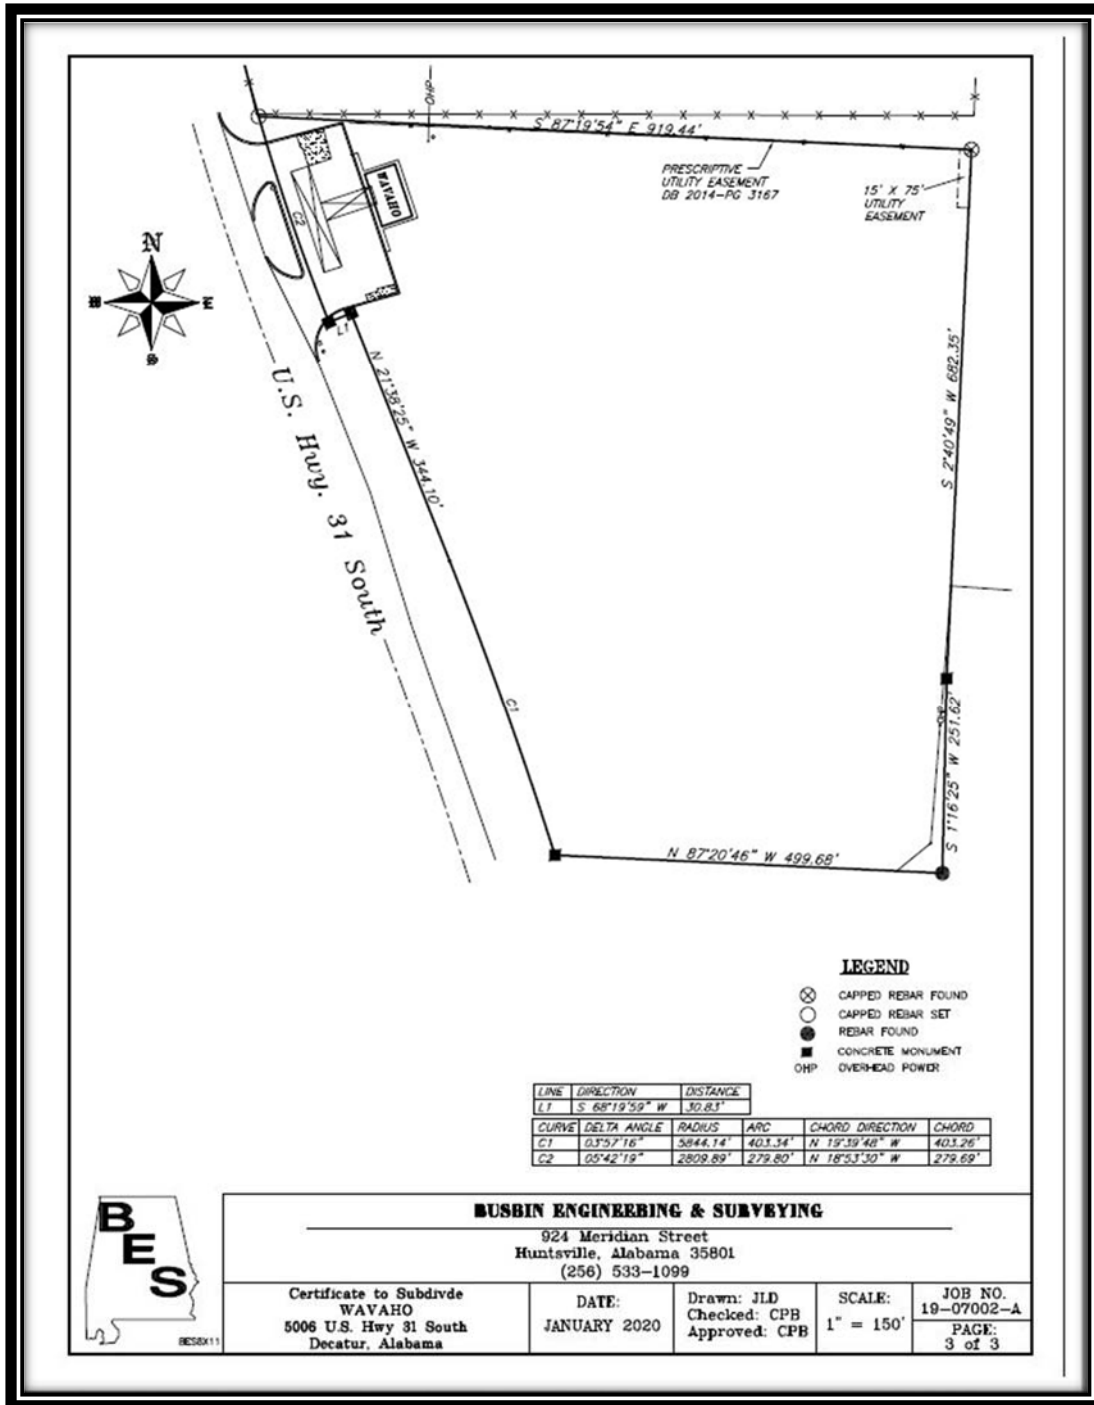 OHP
S 87°19'54" E 919.44'
PRESCRIPTIVE
UTILITY EASEMENT
DB 2014-PG 3167
15' X 75'
UTILITY
EASEMENT
WAVAHO
C2
N
W
E
S
L1
N 21°38'25" W 344.10'
S 2°40'49" W 682.35'
U.S. Hwy. 31 South
C1
OHP
S 1°16'25" W 251.62'
N 87°20'46" W 499.68'
LEGEND
CAPPED REBAR FOUND
CAPPED REBAR SET
REBAR FOUND
CONCRETE MONUMENT
OHP OVERHEAD POWER
LINE DIRECTION DISTANCE
L1 S 68°19'59" W 30.83'
CURVE DELTA ANGLE RADIUS ARC CHORD DIRECTION CHORD
C1 03°57'16" 5844.14' 403.34' N 19°39'48" W 403.26'
C2 05°42'19" 2809.89' 279.80' N 18°53'30" W 279.69'
BES
BES8X11
BUSBIN ENGINEERING & SURVEYING
924 Meridian Street
Huntsville, Alabama 35801
(256) 533-1099
Certificate to Subdivde
WAVAHO
5006 U.S. Hwy 31 South
Decatur, Alabama
DATE:
JANUARY 2020
Drawn: JLD
Checked: CPB
Approved: CPB
SCALE:
1" = 150'
JOB NO.
19-07002-A
PAGE:
3 of 3